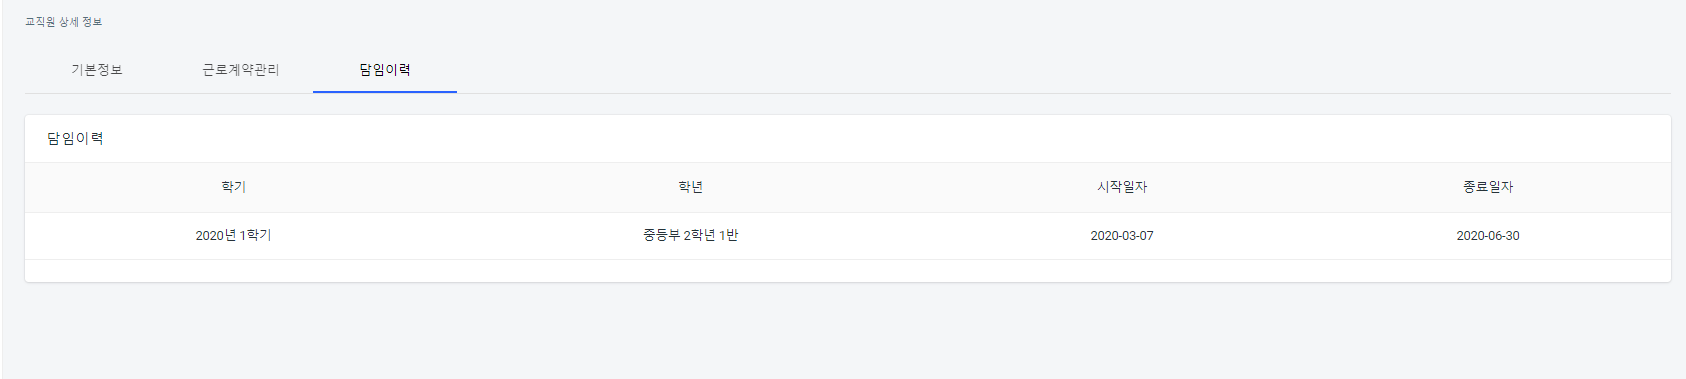 교직원 상세 정보
기본정보 근로계약관리 담임이력
담임이력
학기 학년 시작일자 종료일자
2020년 1학기 중등부 2학년 1반 2020-03-07 2020-06-30